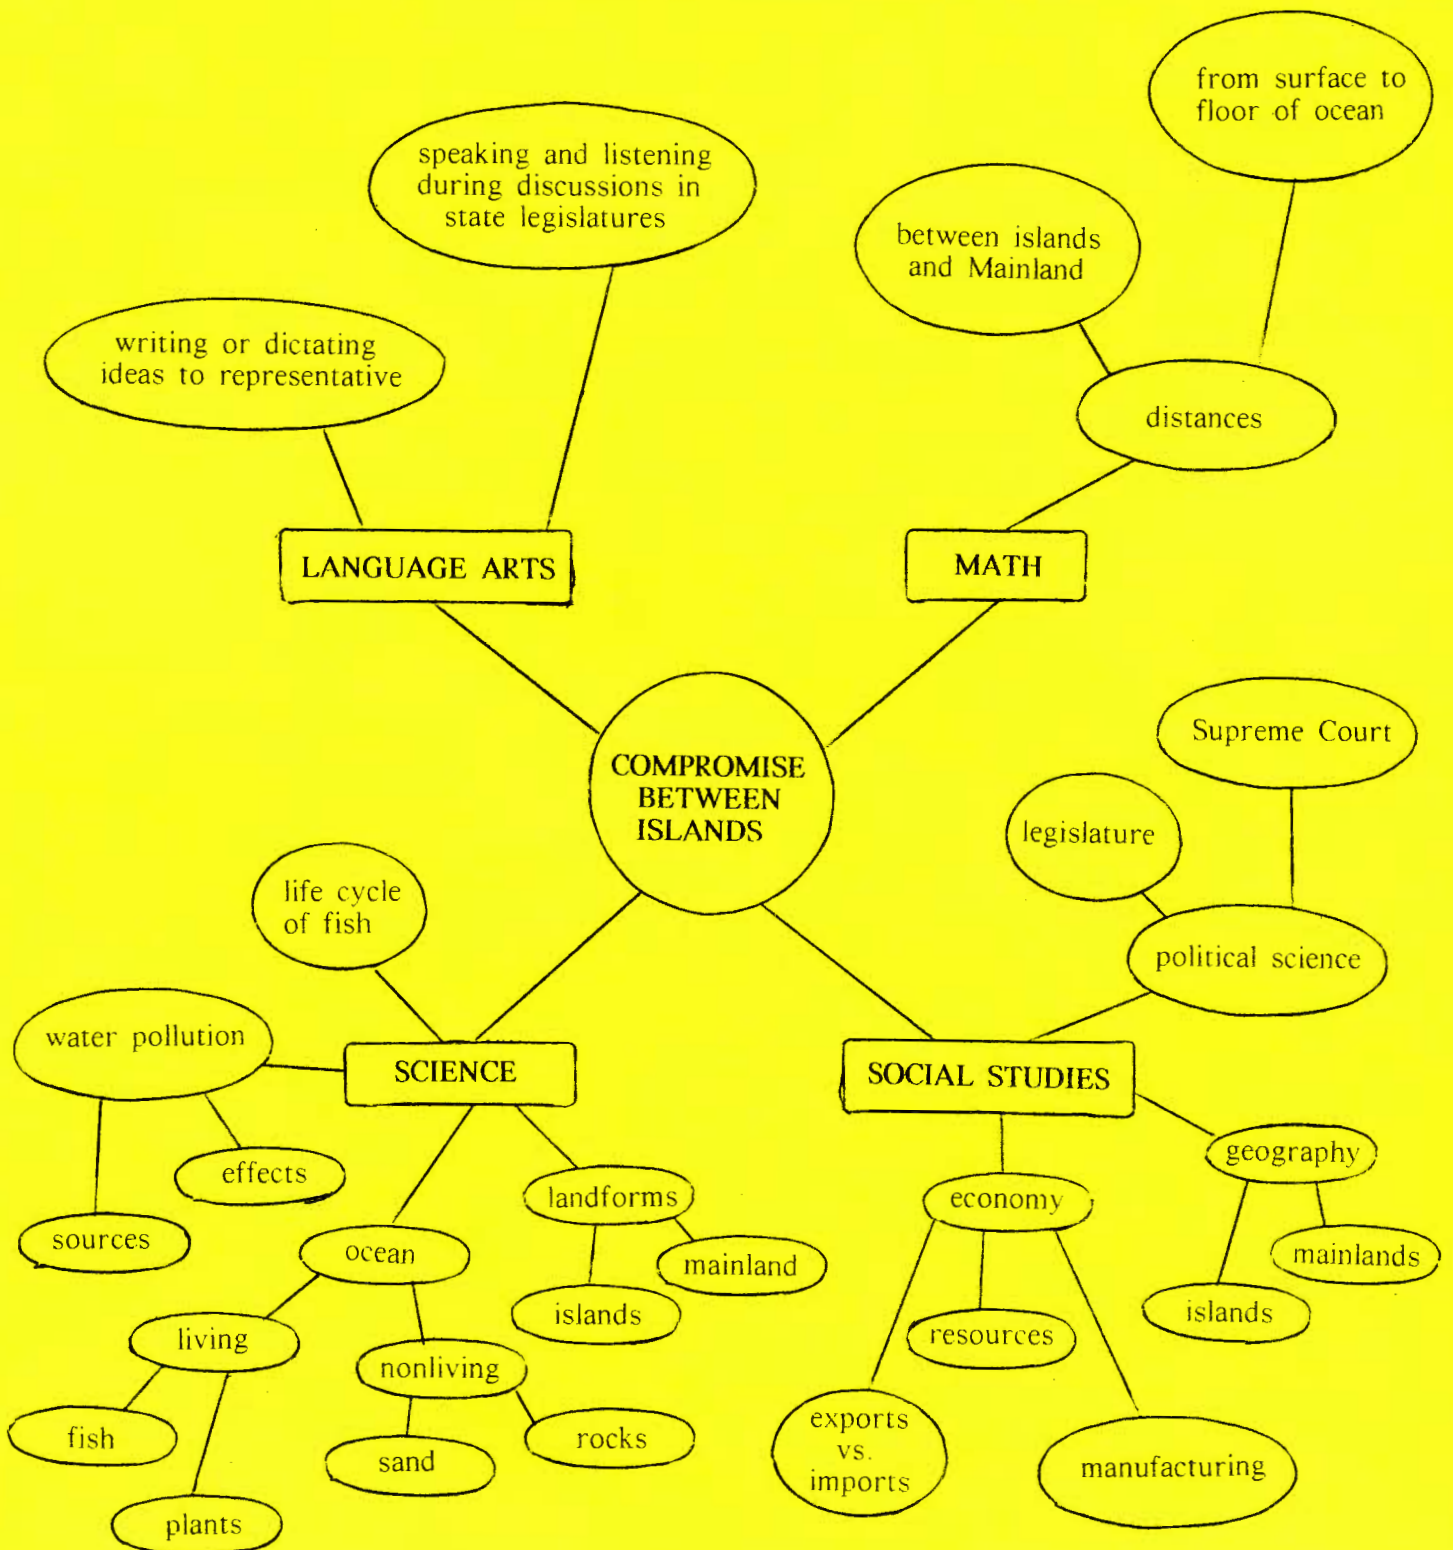 from surface to
floor of ocean
speaking and listening
during discussions in
state legislatures
between islands
and Mainland
writing or dictating
ideas to representative
distances
LANGUAGE ARTS
MATH
COMPROMISE
BETWEEN
ISLANDS
Supreme Court
legislature
political science
life cycle
of fish
water pollution
SCIENCE
SOCIAL STUDIES
effects
sources
landforms
mainland
islands
ocean
living
nonliving
fish
plants
sand
rocks
economy
geography
mainlands
islands
resources
exports
vs.
imports
manufacturing